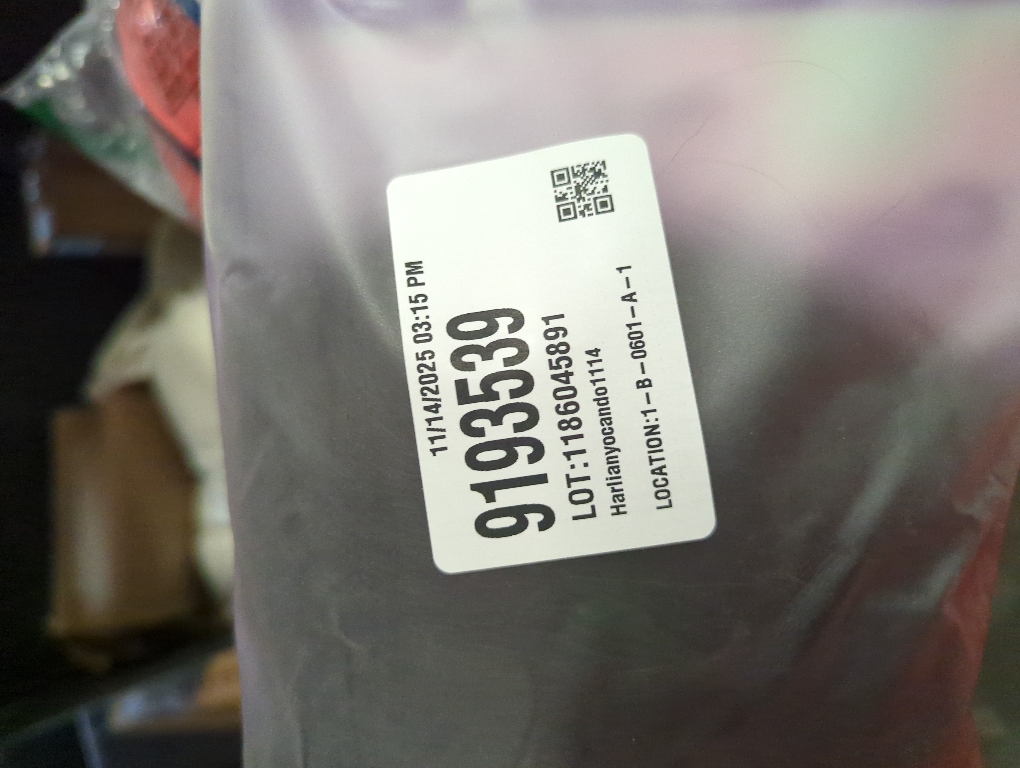 11/14/2025 03:15 PM
9193539
LOT:1186045891
Harlianyocando1114
LOCATION:1-B-0601-A-1